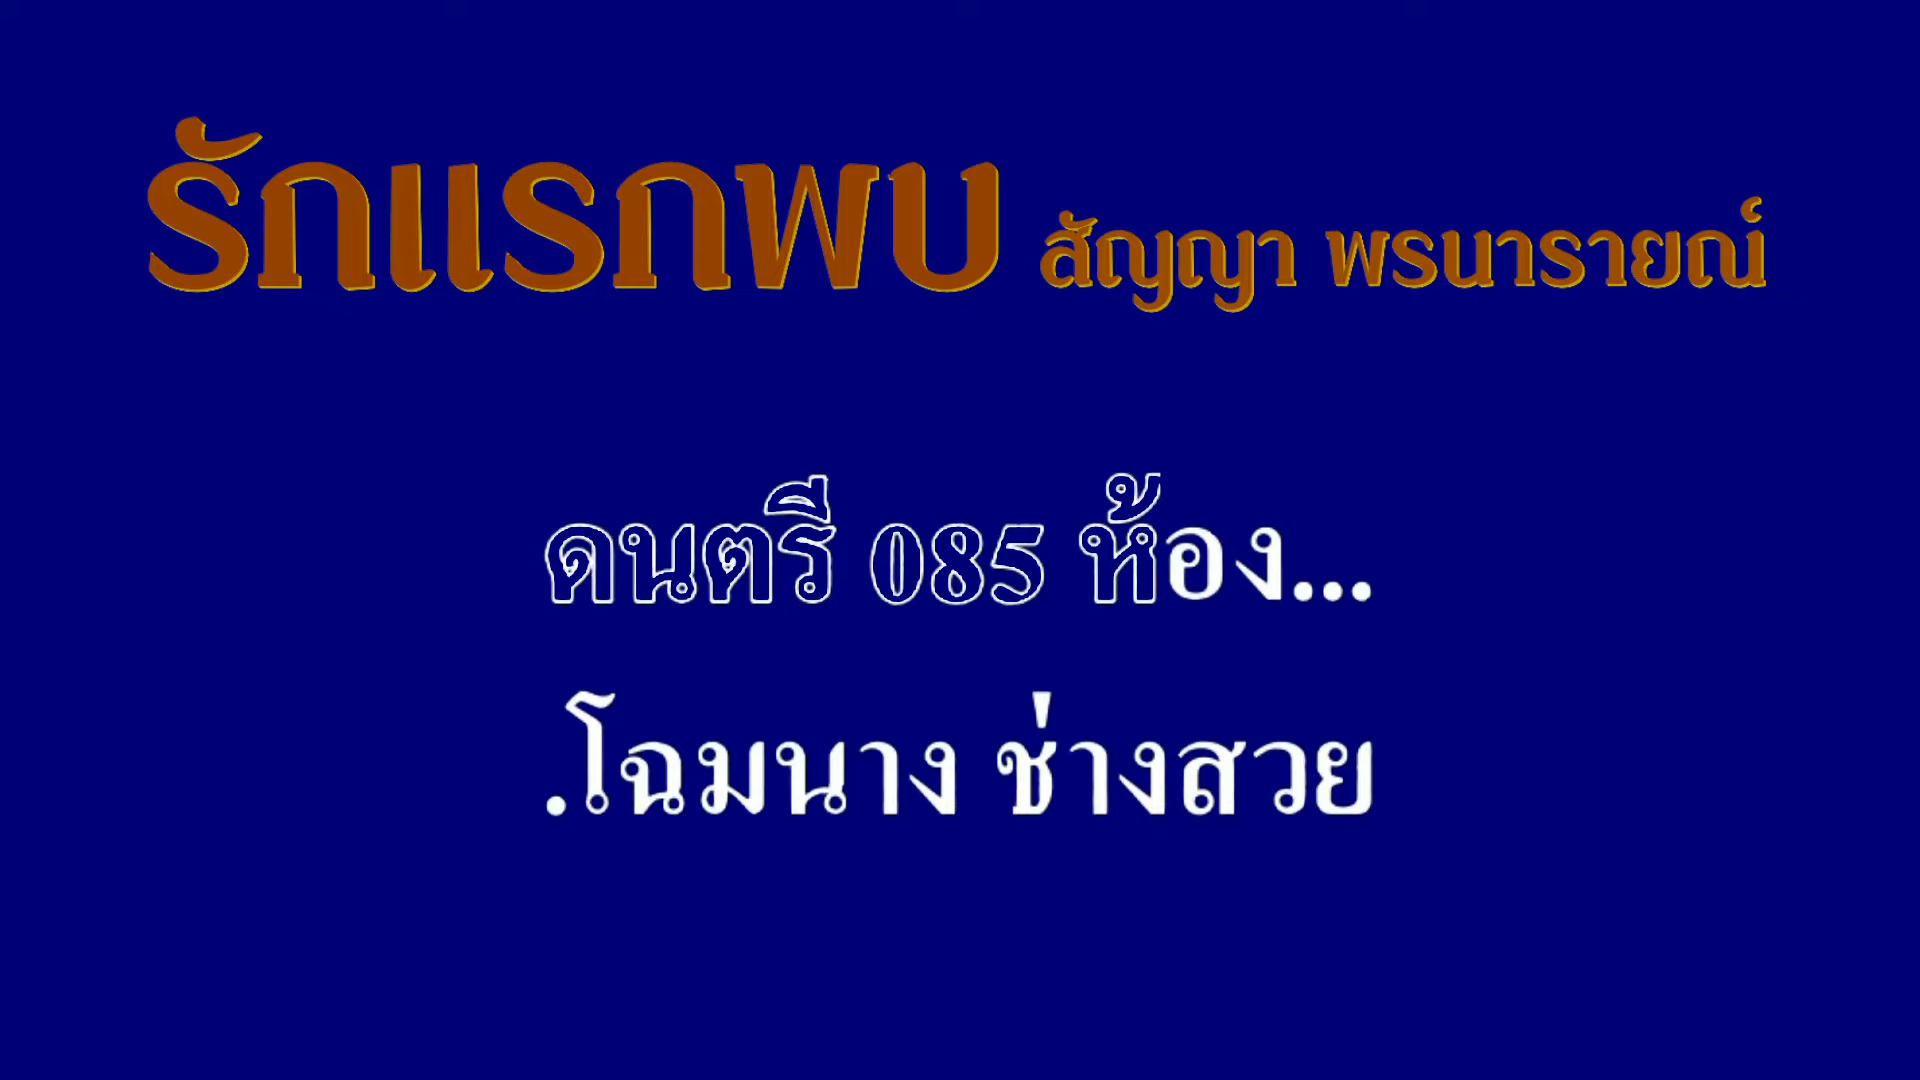 รักแรกพบ สัญญา พรนารายณ์
ดนตรี 085 ห้อง...
.โฉมนาง ช่างสวย